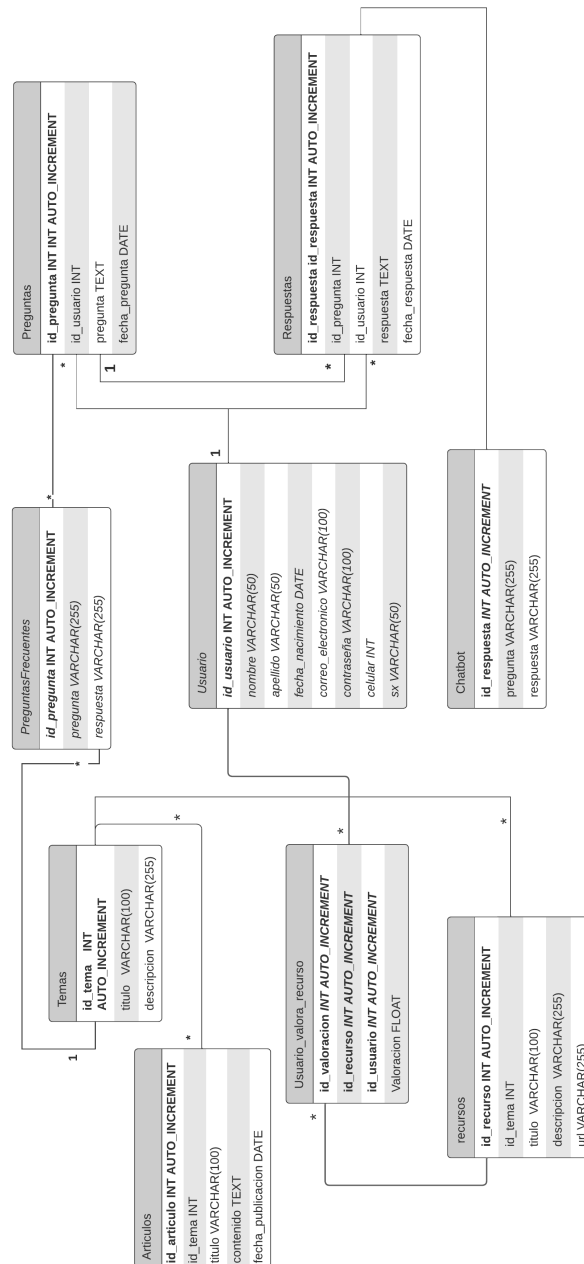 Preguntas
id_pregunta INT INT AUTO_INCREMENT
id_usuario INT
pregunta TEXT
fecha_pregunta DATE
Respuestas
id_respuesta id_respuesta INT AUTO_INCREMENT
id_pregunta INT
id_usuario INT
respuesta TEXT
fecha_respuesta DATE
*
*
1
*
*
1
*
PreguntasFrecuentes
id_pregunta INT AUTO_INCREMENT
pregunta VARCHAR(255)
respuesta VARCHAR(255)
Usuario
id_usuario INT AUTO_INCREMENT
nombre VARCHAR(50)
apellido VARCHAR(50)
fecha_nacimiento DATE
correo_electronico VARCHAR(100)
contraseña VARCHAR(100)
celular INT
sx VARCHAR(50)
Chatbot
id_respuesta INT AUTO_INCREMENT
pregunta VARCHAR(255)
respuesta VARCHAR(255)
*
*
*
*
Temas
id_tema INT
AUTO_INCREMENT
titulo VARCHAR(100)
descripcion VARCHAR(255)
1
*
Usuario_valora_recurso
id_valoracion INT AUTO_INCREMENT
id_recurso INT AUTO_INCREMENT
id_usuario INT AUTO_INCREMENT
Valoracion FLOAT
*
recursos
id_recurso INT AUTO_INCREMENT
id_tema INT
titulo VARCHAR(100)
descripcion VARCHAR(255)
url VARCHAR(255)
Articulos
id_articulo INT AUTO_INCREMENT
id_tema INT
titulo VARCHAR(100)
contenido TEXT
fecha_publicacion DATE